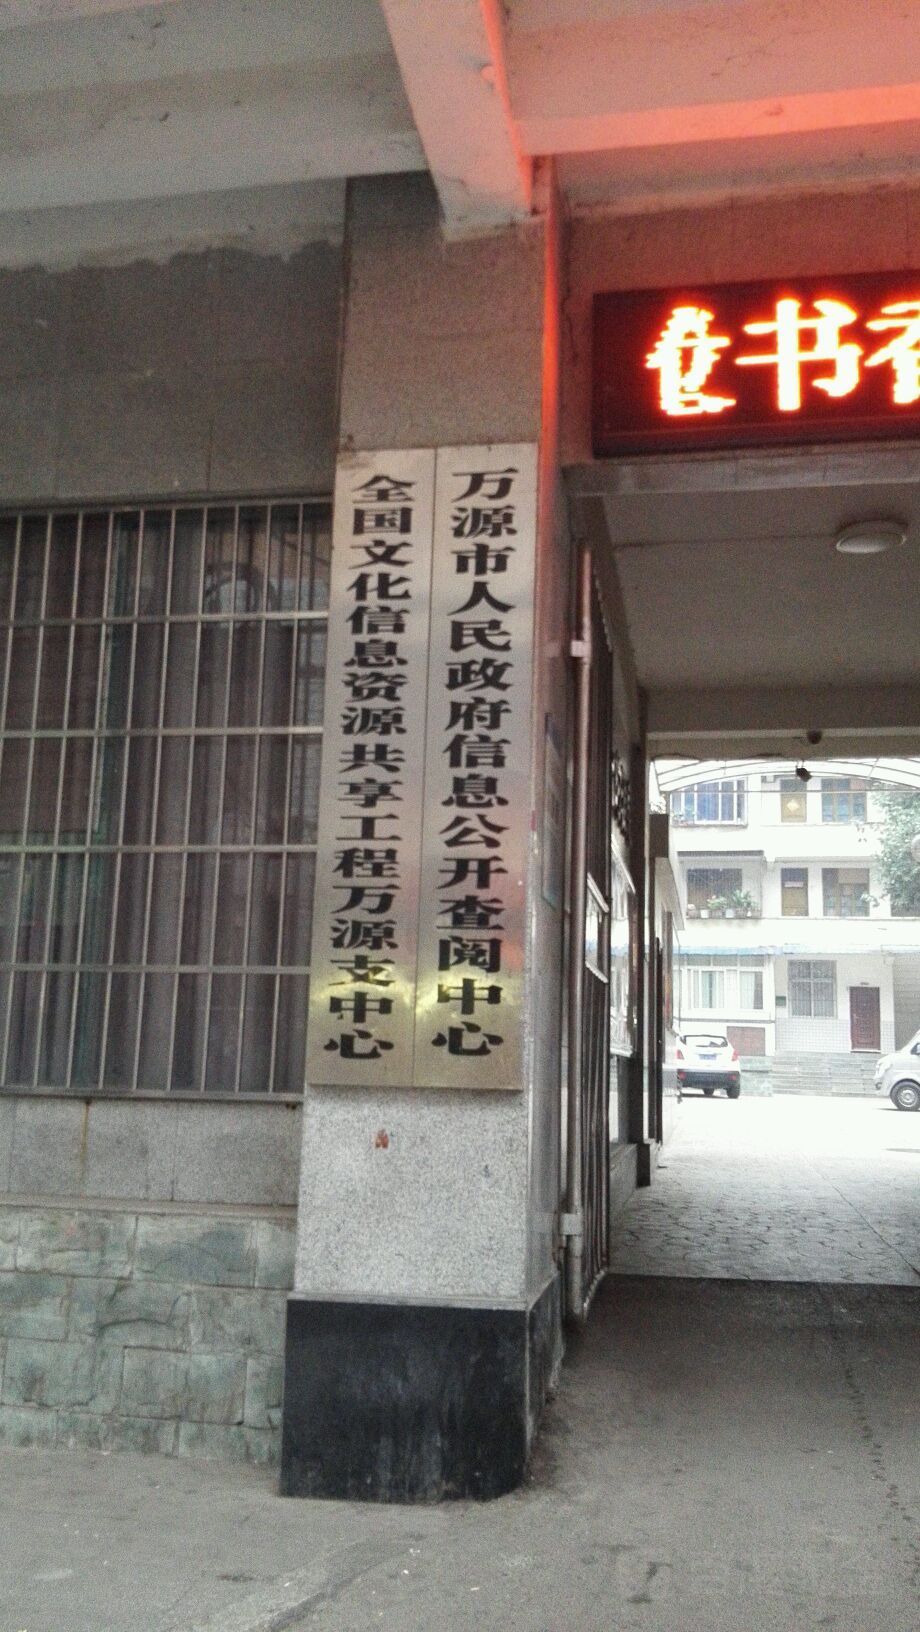 书香
万源市人民政府信息公开查阅中心
全国文化信息资源共享工程万源支中心